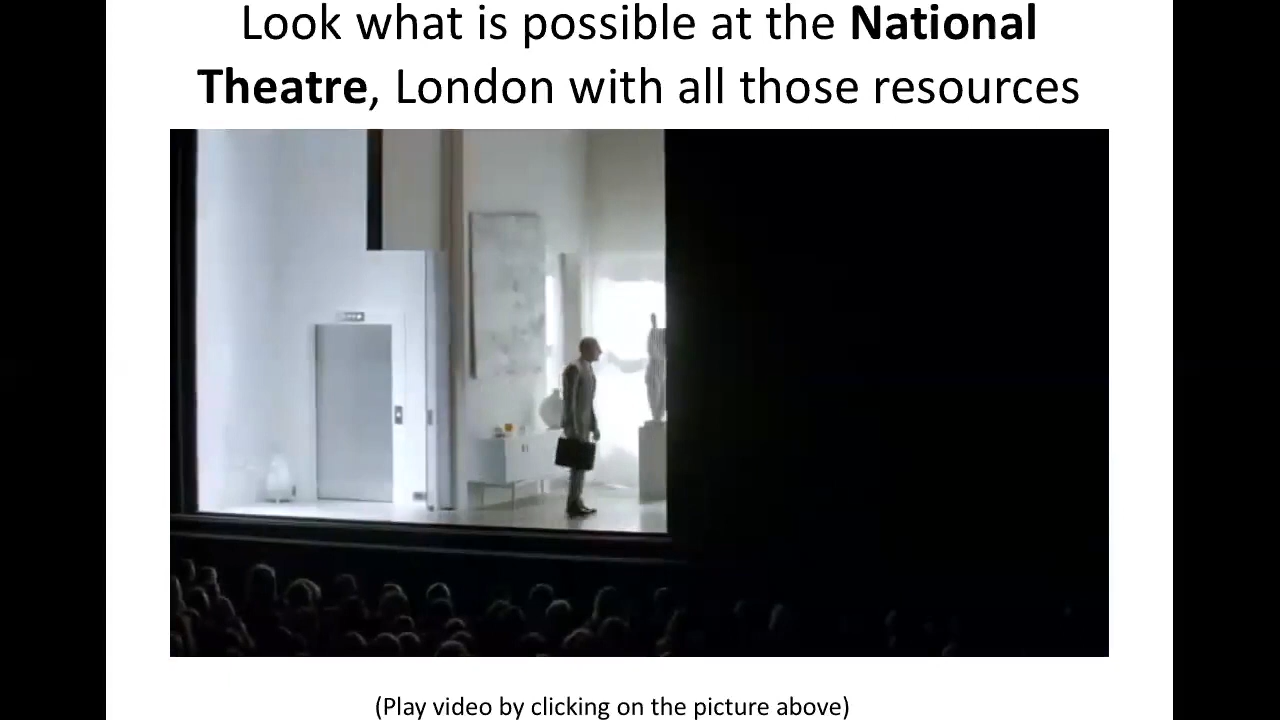 Look what is possible at the National
Theatre, London with all those resources
(Play video by clicking on the picture above)